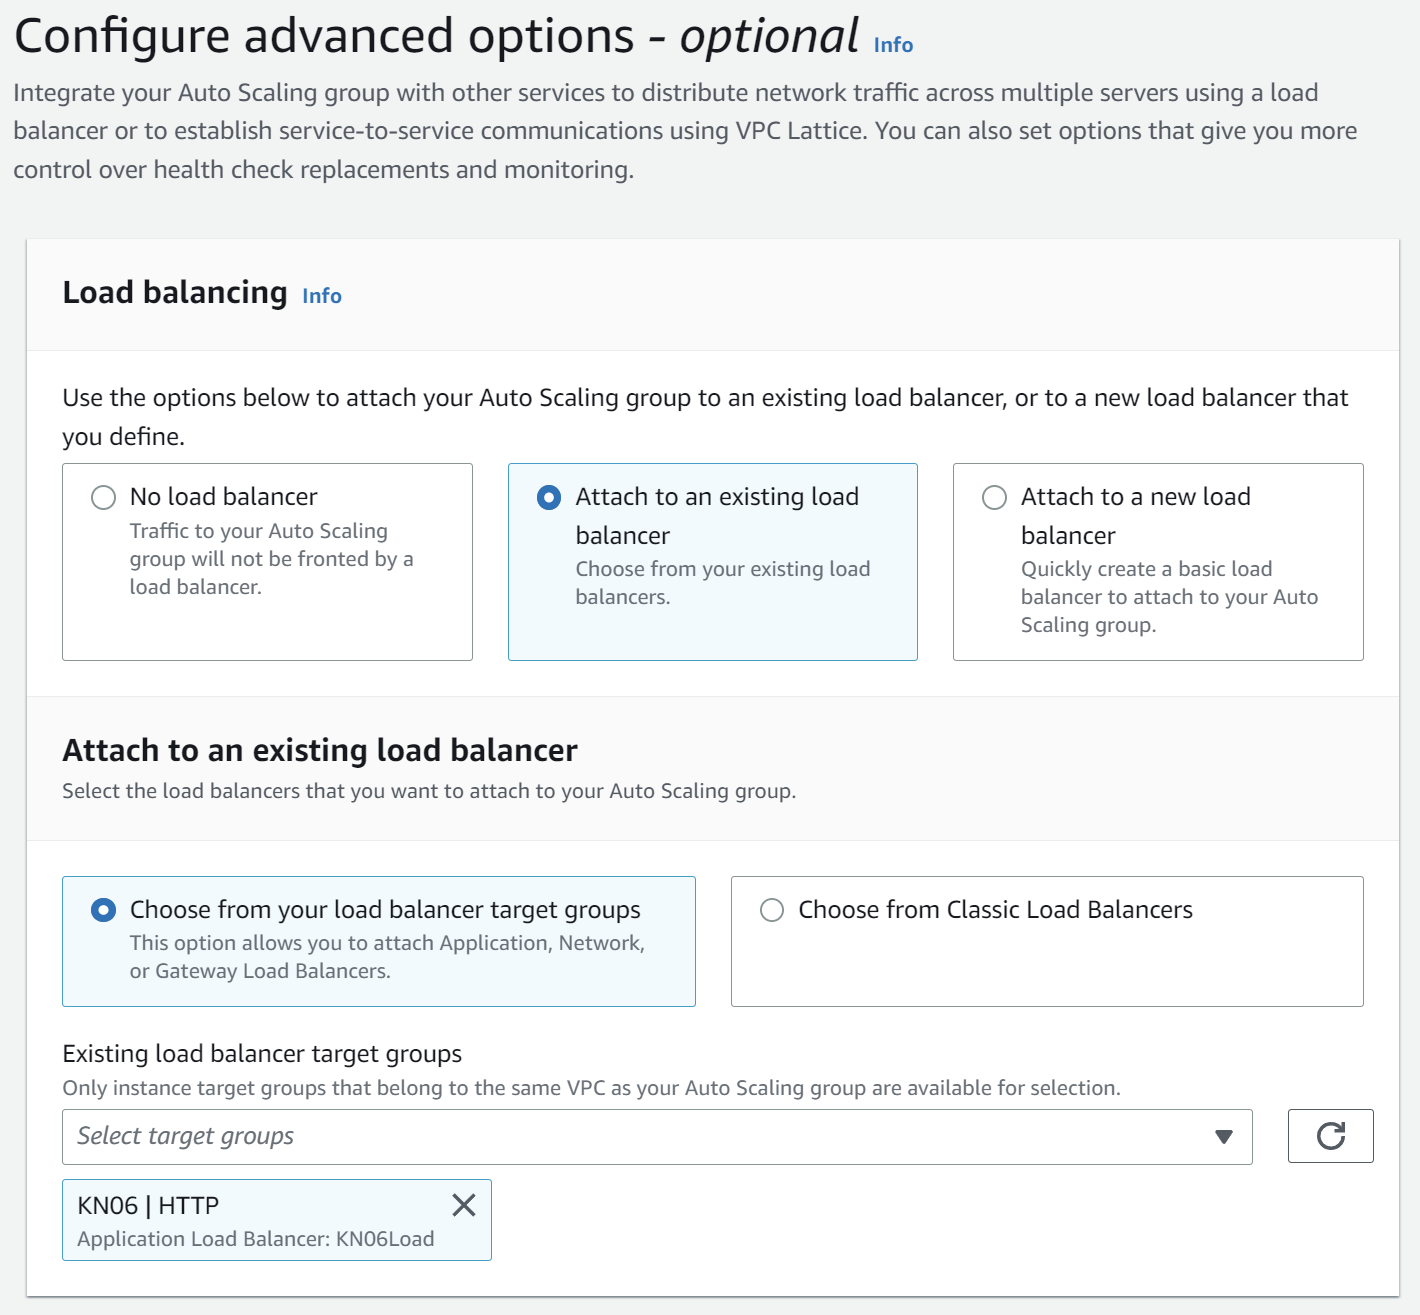 Configure advanced options - optional Info
Integrate your Auto Scaling group with other services to distribute network traffic across multiple servers using a load
balancer or to establish service-to-service communications using VPC Lattice. You can also set options that give you more
control over health check replacements and monitoring.
Load balancing Info
Use the options below to attach your Auto Scaling group to an existing load balancer, or to a new load balancer that
you define.
No load balancer
Traffic to your Auto Scaling
group will not be fronted by a
load balancer.
Attach to an existing load
balancer
Choose from your existing load
balancers.
Attach to a new load
balancer
Quickly create a basic load
balancer to attach to your Auto
Scaling group.
Attach to an existing load balancer
Select the load balancers that you want to attach to your Auto Scaling group.
Choose from your load balancer target groups
This option allows you to attach Application, Network,
or Gateway Load Balancers.
Choose from Classic Load Balancers
Existing load balancer target groups
Only instance target groups that belong to the same VPC as your Auto Scaling group are available for selection.
Select target groups
KN06 | HTTP
Application Load Balancer: KN06Load